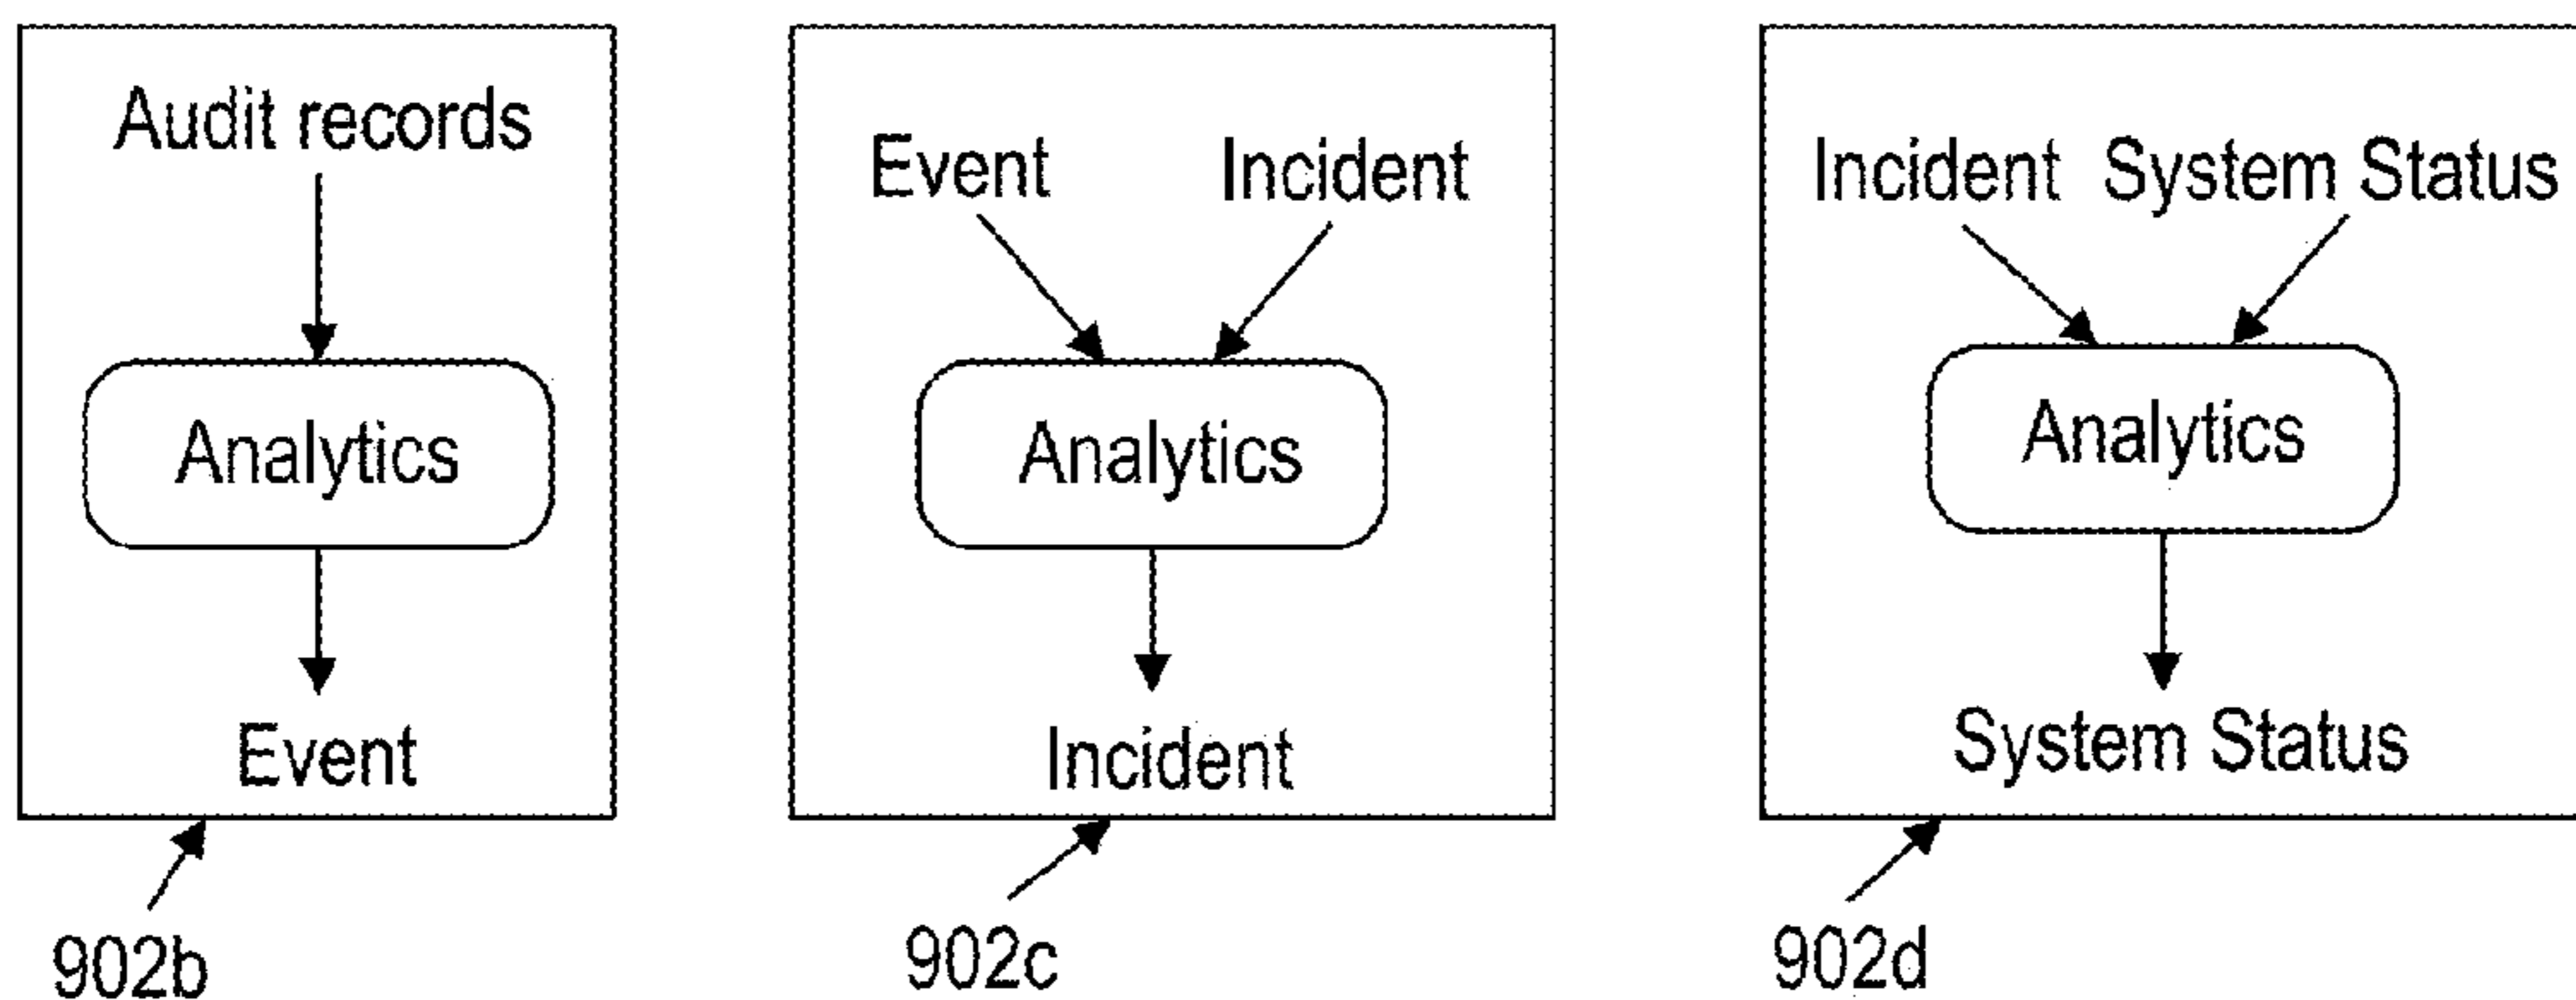 Audit records
Analytics
Event
902b
Event Incident
Analytics
Incident
902c
Incident System Status
Analytics
System Status
902d